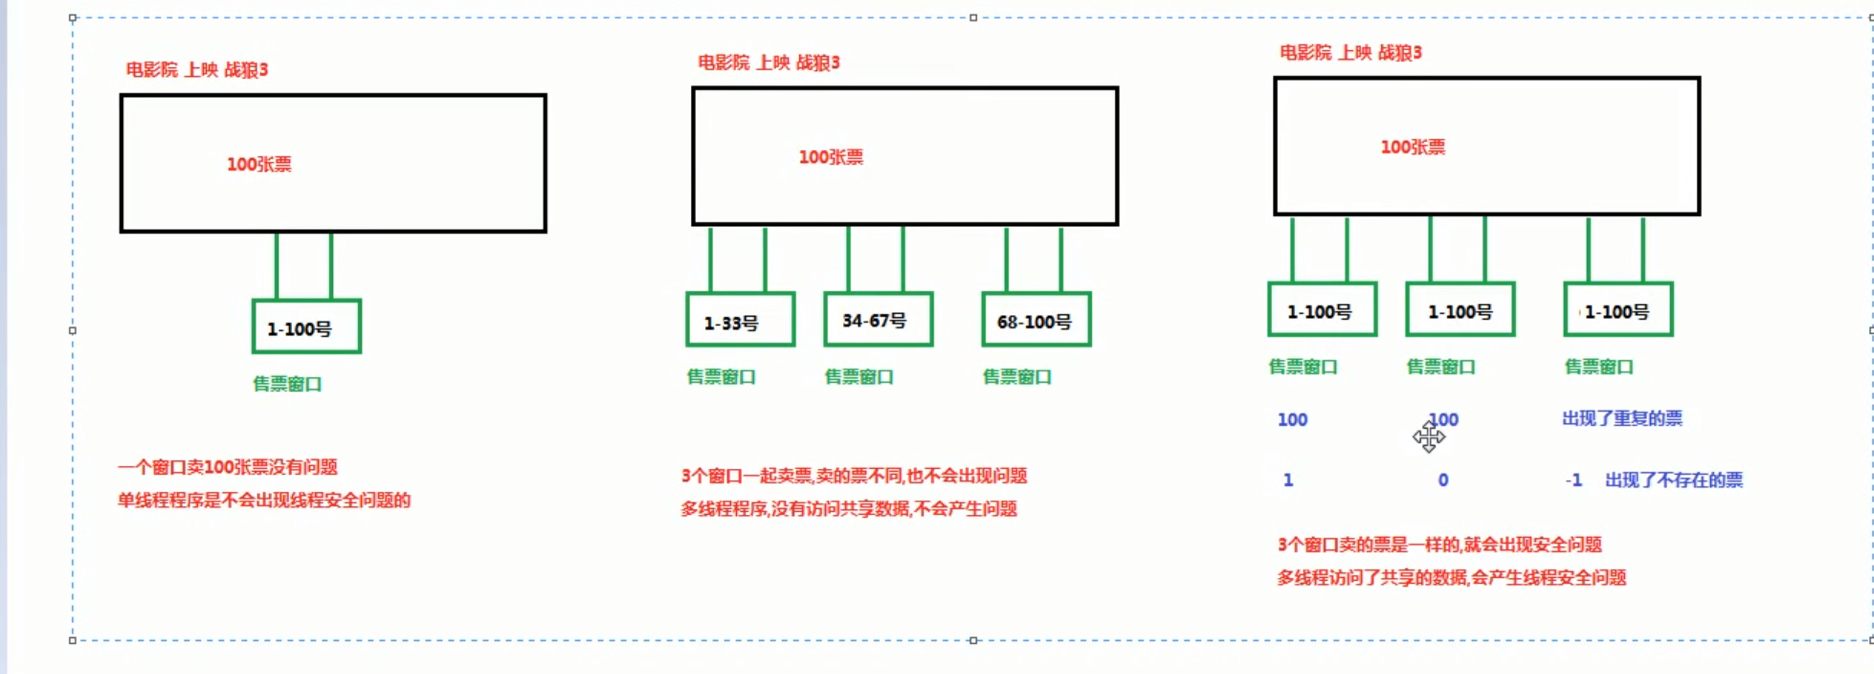 电影院 上映 战狼3
100张票
1-100号
售票窗口
一个窗口卖100张票没有问题
单线程程序是不会出现线程安全问题的
电影院 上映 战狼3
100张票
1-33号
34-67号
68-100号
售票窗口
售票窗口
售票窗口
3个窗口一起卖票,卖的票不同,也不会出现问题
多线程程序,没有访问共享数据,不会产生问题
电影院 上映 战狼3
100张票
1-100号
1-100号
1-100号
售票窗口
售票窗口
售票窗口
100
100
出现了重复的票
1
0
-1 出现了不存在的票
3个窗口卖的票是一样的,就会出现安全问题
多线程访问了共享的数据,会产生线程安全问题